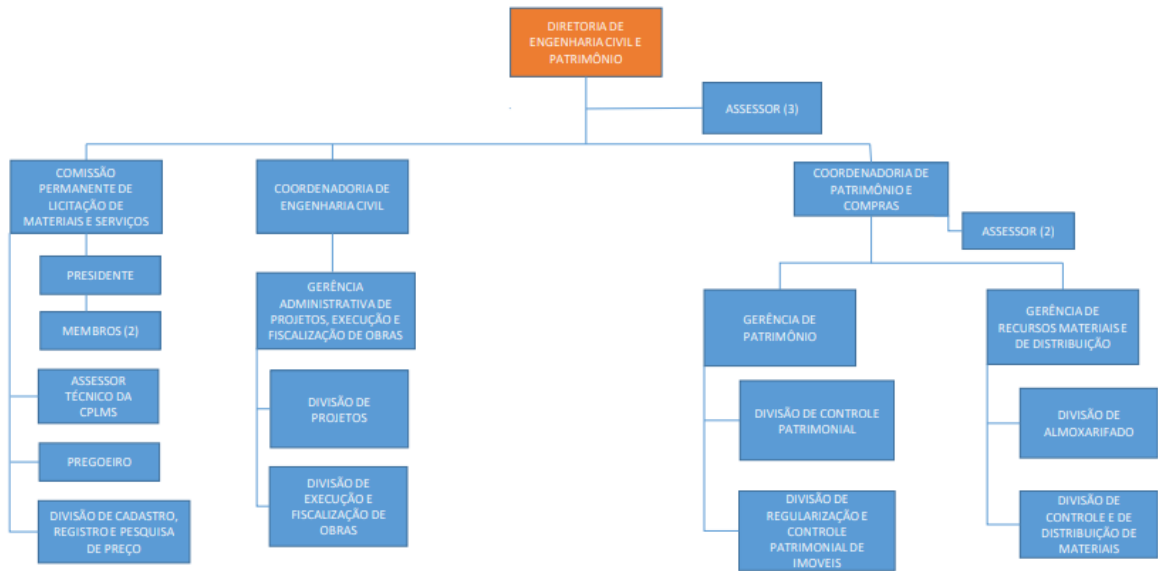 DIRETORIA DE
ENGENHARIA CIVIL E
PATRIMÔNIO
ASSESSOR (3)
COMISSÃO
PERMANENTE DE
LICITAÇÃO DE
MATERIAIS E SERVIÇOS
COORDENADORIA DE
ENGENHARIA CIVIL
COORDENADORIA DE
PATRIMÔNIO E
COMPRAS
ASSESSOR (2)
PRESIDENTE
MEMBROS (2)
ASSESSOR
TÉCNICO DA
CPLMS
PREGOEIRO
DIVISÃO DE CADASTRO,
REGISTRO E PESQUISA
DE PREÇO
GERÊNCIA
ADMINISTRATIVA DE
PROJETOS, EXECUÇÃO E
FISCALIZAÇÃO DE OBRAS
DIVISÃO DE
PROJETOS
DIVISÃO DE
EXECUÇÃO E
FISCALIZAÇÃO DE
OBRAS
GERÊNCIA DE
PATRIMÔNIO
DIVISÃO DE CONTROLE
PATRIMONIAL
DIVISÃO DE
REGULARIZAÇÃO E
CONTROLE
PATRIMONIAL DE
IMOVEIS
GERÊNCIA DE
RECURSOS MATERIAIS E
DE DISTRIBUIÇÃO
DIVISÃO DE
ALMOXARIFADO
DIVISÃO DE
CONTROLE E DE
DISTRIBUIÇÃO DE
MATERIAIS